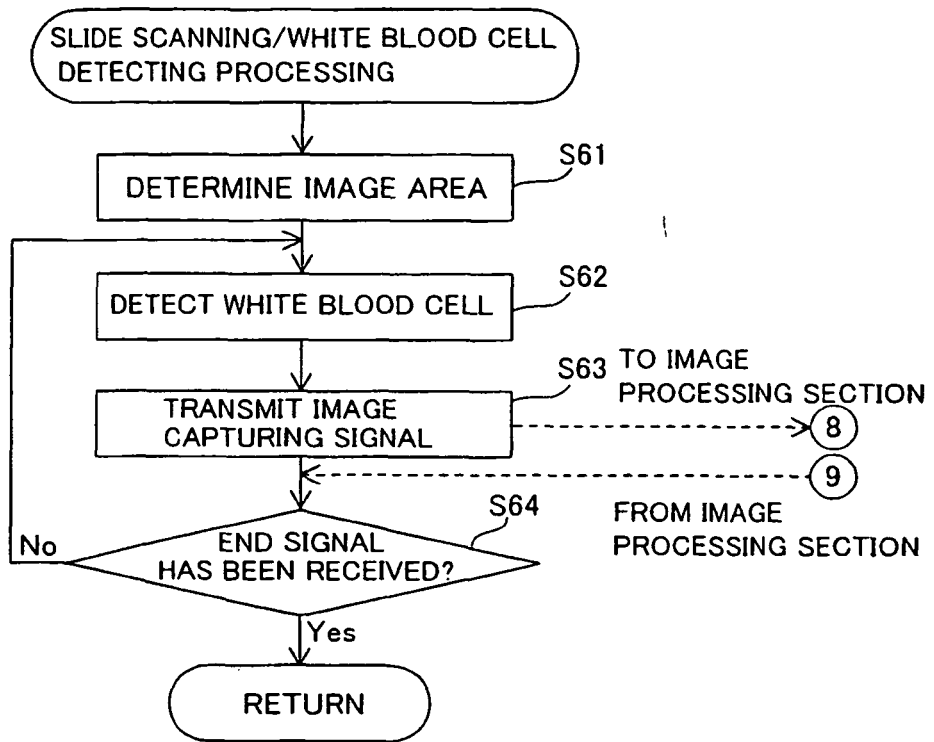 SLIDE SCANNING/WHITE BLOOD CELL
DETECTING PROCESSING
S61
DETERMINE IMAGE AREA
S62
DETECT WHITE BLOOD CELL
S63
TO IMAGE
PROCESSING SECTION
TRANSMIT IMAGE
CAPTURING SIGNAL
8
9
S64
FROM IMAGE
PROCESSING SECTION
No
END SIGNAL
HAS BEEN RECEIVED?
Yes
RETURN